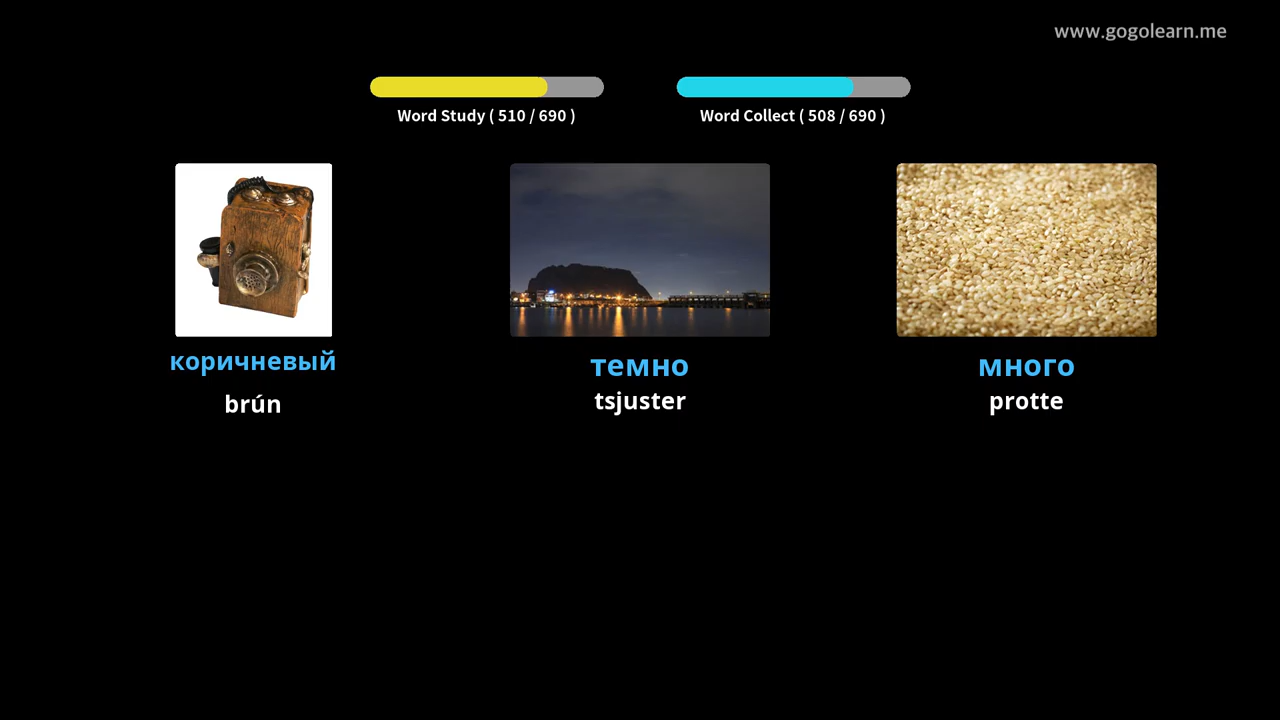 www.gogolearn.me
Word Study ( 510 / 690 )
Word Collect ( 508 / 690 )
коричневый
brún
темно
tsjuster
много
protte